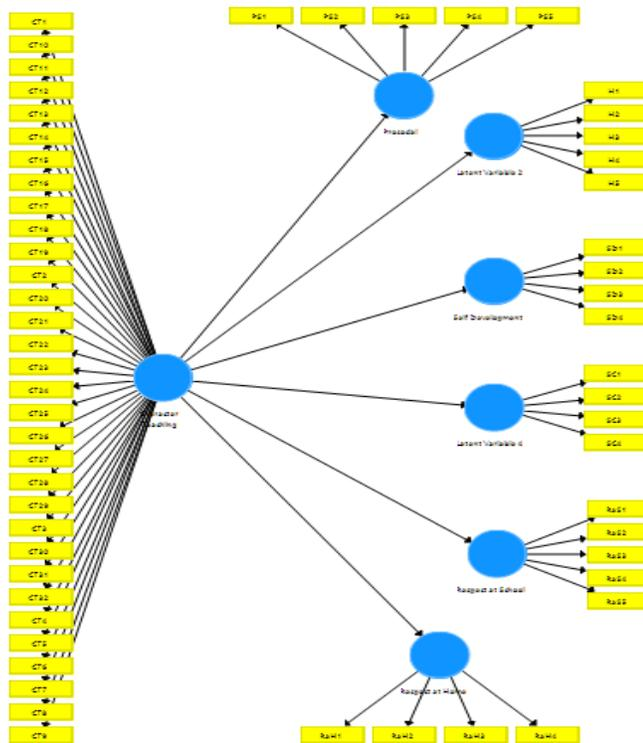 PS1
PS2
PS3
PS4
PS5
Prosocial
CT1
CT10
CT11
CT12
CT13
CT14
CT15
CT16
CT17
CT18
CT19
CT2
CT20
CT21
CT22
CT23
CT24
CT25
CT26
CT27
CT28
CT29
CT3
CT30
CT31
CT32
CT4
CT5
CT6
CT7
CT8
CT9
Character
Teaching
H1
H2
H3
H4
H5
Latent Variable 2
SD1
SD2
SD3
SD4
Self Development
SC1
SC2
SC3
SC4
Latent Variable 4
RaS1
RaS2
RaS3
RaS4
RaS5
Respect at School
Respect at Home
RaH1
RaH2
RaH3
RaH4